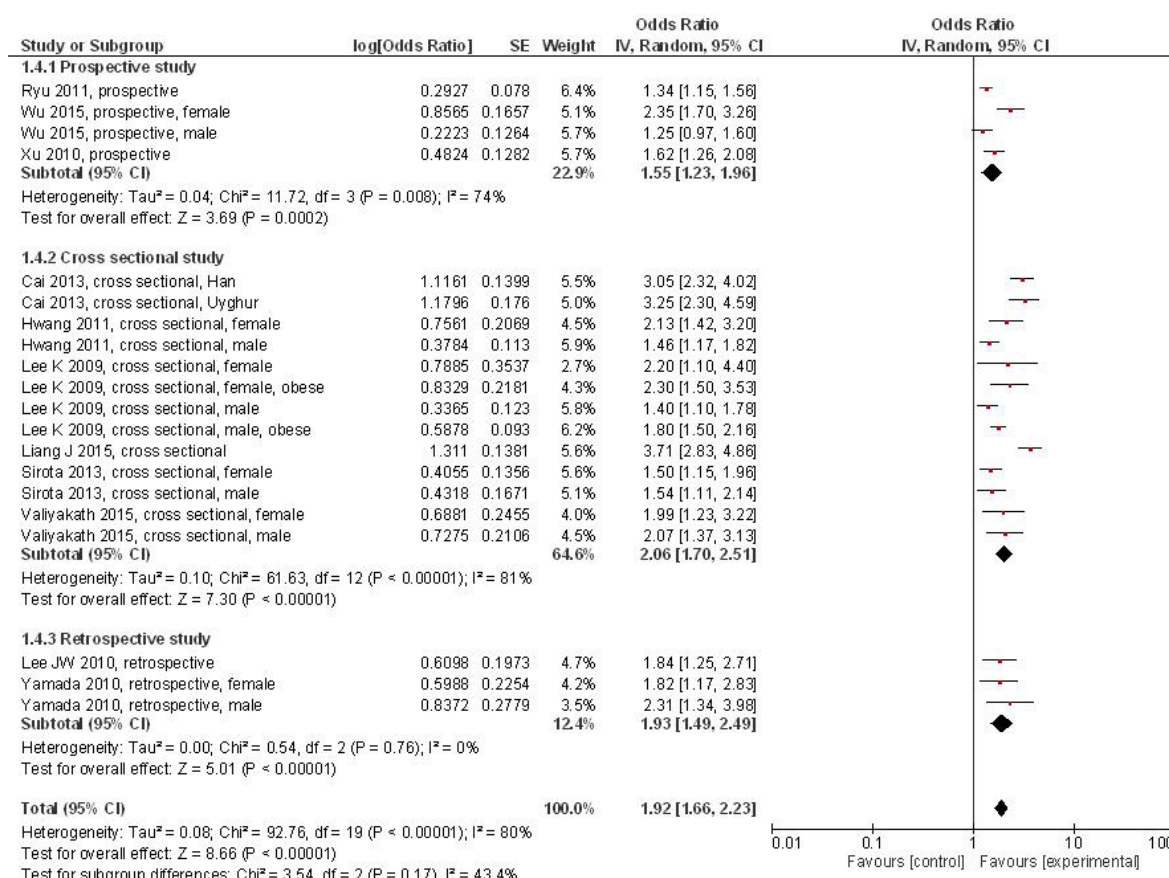 Odds Ratio Odds Ratio
Study or Subgroup log[Odds Ratio] SE Weight IV, Random, 95% CI IV, Random, 95% CI
1.4.1 Prospective study
Ryu 2011, prospective 0.2927 0.078 6.4% 1.34 [1.15, 1.56]
Wu 2015, prospective, female 0.8565 0.1657 5.1% 2.35 [1.70, 3.26]
Wu 2015, prospective, male 0.2223 0.1264 5.7% 1.25 [0.97, 1.60]
Xu 2010, prospective 0.4824 0.1282 5.7% 1.62 [1.26, 2.08]
Subtotal (95% CI) 22.9% 1.55 [1.23, 1.96]
Heterogeneity: Tau² = 0.04; Chi² = 11.72, df = 3 (P = 0.008); I² = 74%
Test for overall effect: Z = 3.69 (P = 0.0002)
1.4.2 Cross sectional study
Cai 2013, cross sectional, Han 1.1161 0.1399 5.5% 3.05 [2.32, 4.02]
Cai 2013, cross sectional, Uyghur 1.1796 0.176 5.0% 3.25 [2.30, 4.59]
Hwang 2011, cross sectional, female 0.7561 0.2069 4.5% 2.13 [1.42, 3.20]
Hwang 2011, cross sectional, male 0.3784 0.113 5.9% 1.46 [1.17, 1.82]
Lee K 2009, cross sectional, female 0.7885 0.3537 2.7% 2.20 [1.10, 4.40]
Lee K 2009, cross sectional, female, obese 0.8329 0.2181 4.3% 2.30 [1.50, 3.53]
Lee K 2009, cross sectional, male 0.3365 0.123 5.8% 1.40 [1.10, 1.78]
Lee K 2009, cross sectional, male, obese 0.5878 0.093 6.2% 1.80 [1.50, 2.16]
Liang J 2015, cross sectional 1.311 0.1381 5.6% 3.71 [2.83, 4.86]
Sirota 2013, cross sectional, female 0.4055 0.1356 5.6% 1.50 [1.15, 1.96]
Sirota 2013, cross sectional, male 0.4318 0.1671 5.1% 1.54 [1.11, 2.14]
Valiyakath 2015, cross sectional, female 0.6881 0.2455 4.0% 1.99 [1.23, 3.22]
Valiyakath 2015, cross sectional, male 0.7275 0.2106 4.5% 2.07 [1.37, 3.13]
Subtotal (95% CI) 64.6% 2.06 [1.70, 2.51]
Heterogeneity: Tau² = 0.10; Chi² = 61.63, df = 12 (P < 0.00001); I² = 81%
Test for overall effect: Z = 7.30 (P < 0.00001)
1.4.3 Retrospective study
Lee JW 2010, retrospective 0.6098 0.1973 4.7% 1.84 [1.25, 2.71]
Yamada 2010, retrospective, female 0.5988 0.2254 4.2% 1.82 [1.17, 2.83]
Yamada 2010, retrospective, male 0.8372 0.2779 3.5% 2.31 [1.34, 3.98]
Subtotal (95% CI) 12.4% 1.93 [1.49, 2.49]
Heterogeneity: Tau² = 0.00; Chi² = 0.54, df = 2 (P = 0.76); I² = 0%
Test for overall effect: Z = 5.01 (P < 0.00001)
Total (95% CI) 100.0% 1.92 [1.66, 2.23]
Heterogeneity: Tau² = 0.08; Chi² = 92.76, df = 19 (P < 0.00001); I² = 80%
Test for overall effect: Z = 8.66 (P < 0.00001)
Test for subgroup differences: Chi² = 3.54, df = 2 (P = 0.17), I² = 43.4%
0.01 0.1 1 10 100
Favours [control] Favours [experimental]